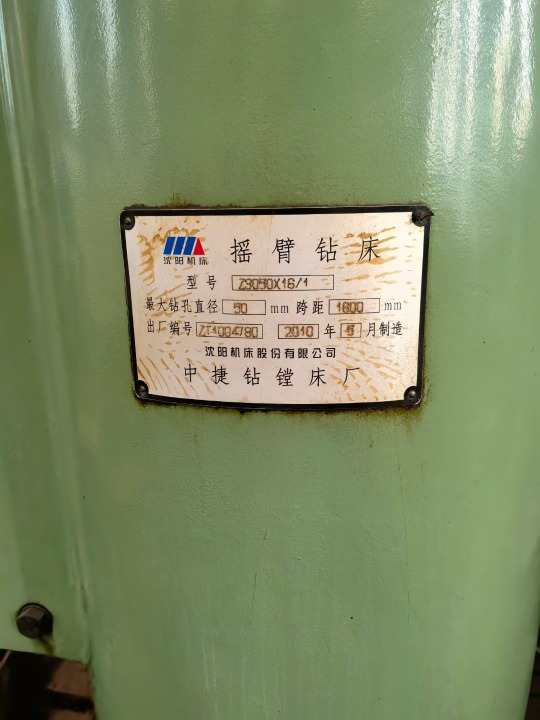 沈阳机床
摇臂钻床
型号 Z3050X16/1
最大钻孔直径 50 mm 跨距 1600 mm
出厂编号 2010 年 6 月制造
沈阳机床股份有限公司
中捷钻镗床厂